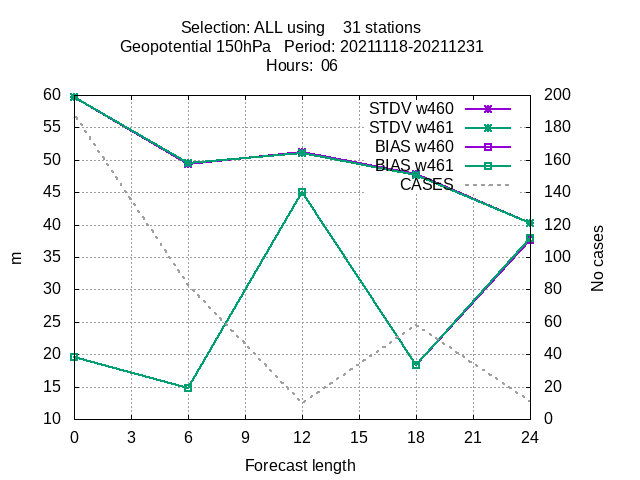 Selection: ALL using    31 stations
Geopotential 150hPa   Period: 20211118-20211231
Hours:  06
60
55
50
45
40
35
30
25
20
15
10
m
STDV w460
STDV w461
BIAS w460
BIAS w461
CASES
200
180
160
140
120
100
80
60
40
20
0
No cases
0 3 6 9 12 15 18 21 24
Forecast length